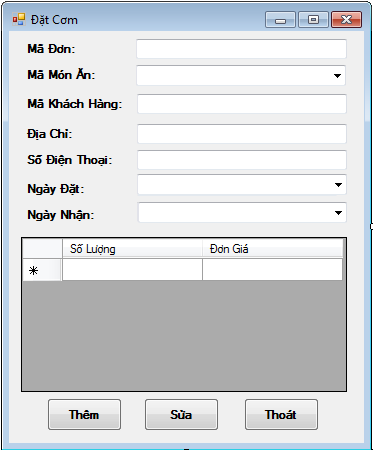 Đặt Cơm
Mã Đơn:
Mã Món Ăn:
Mã Khách Hàng:
Địa Chỉ:
Số Điện Thoại:
Ngày Đặt:
Ngày Nhận:
Số Lượng Đơn Giá
Thêm Sửa Thoát